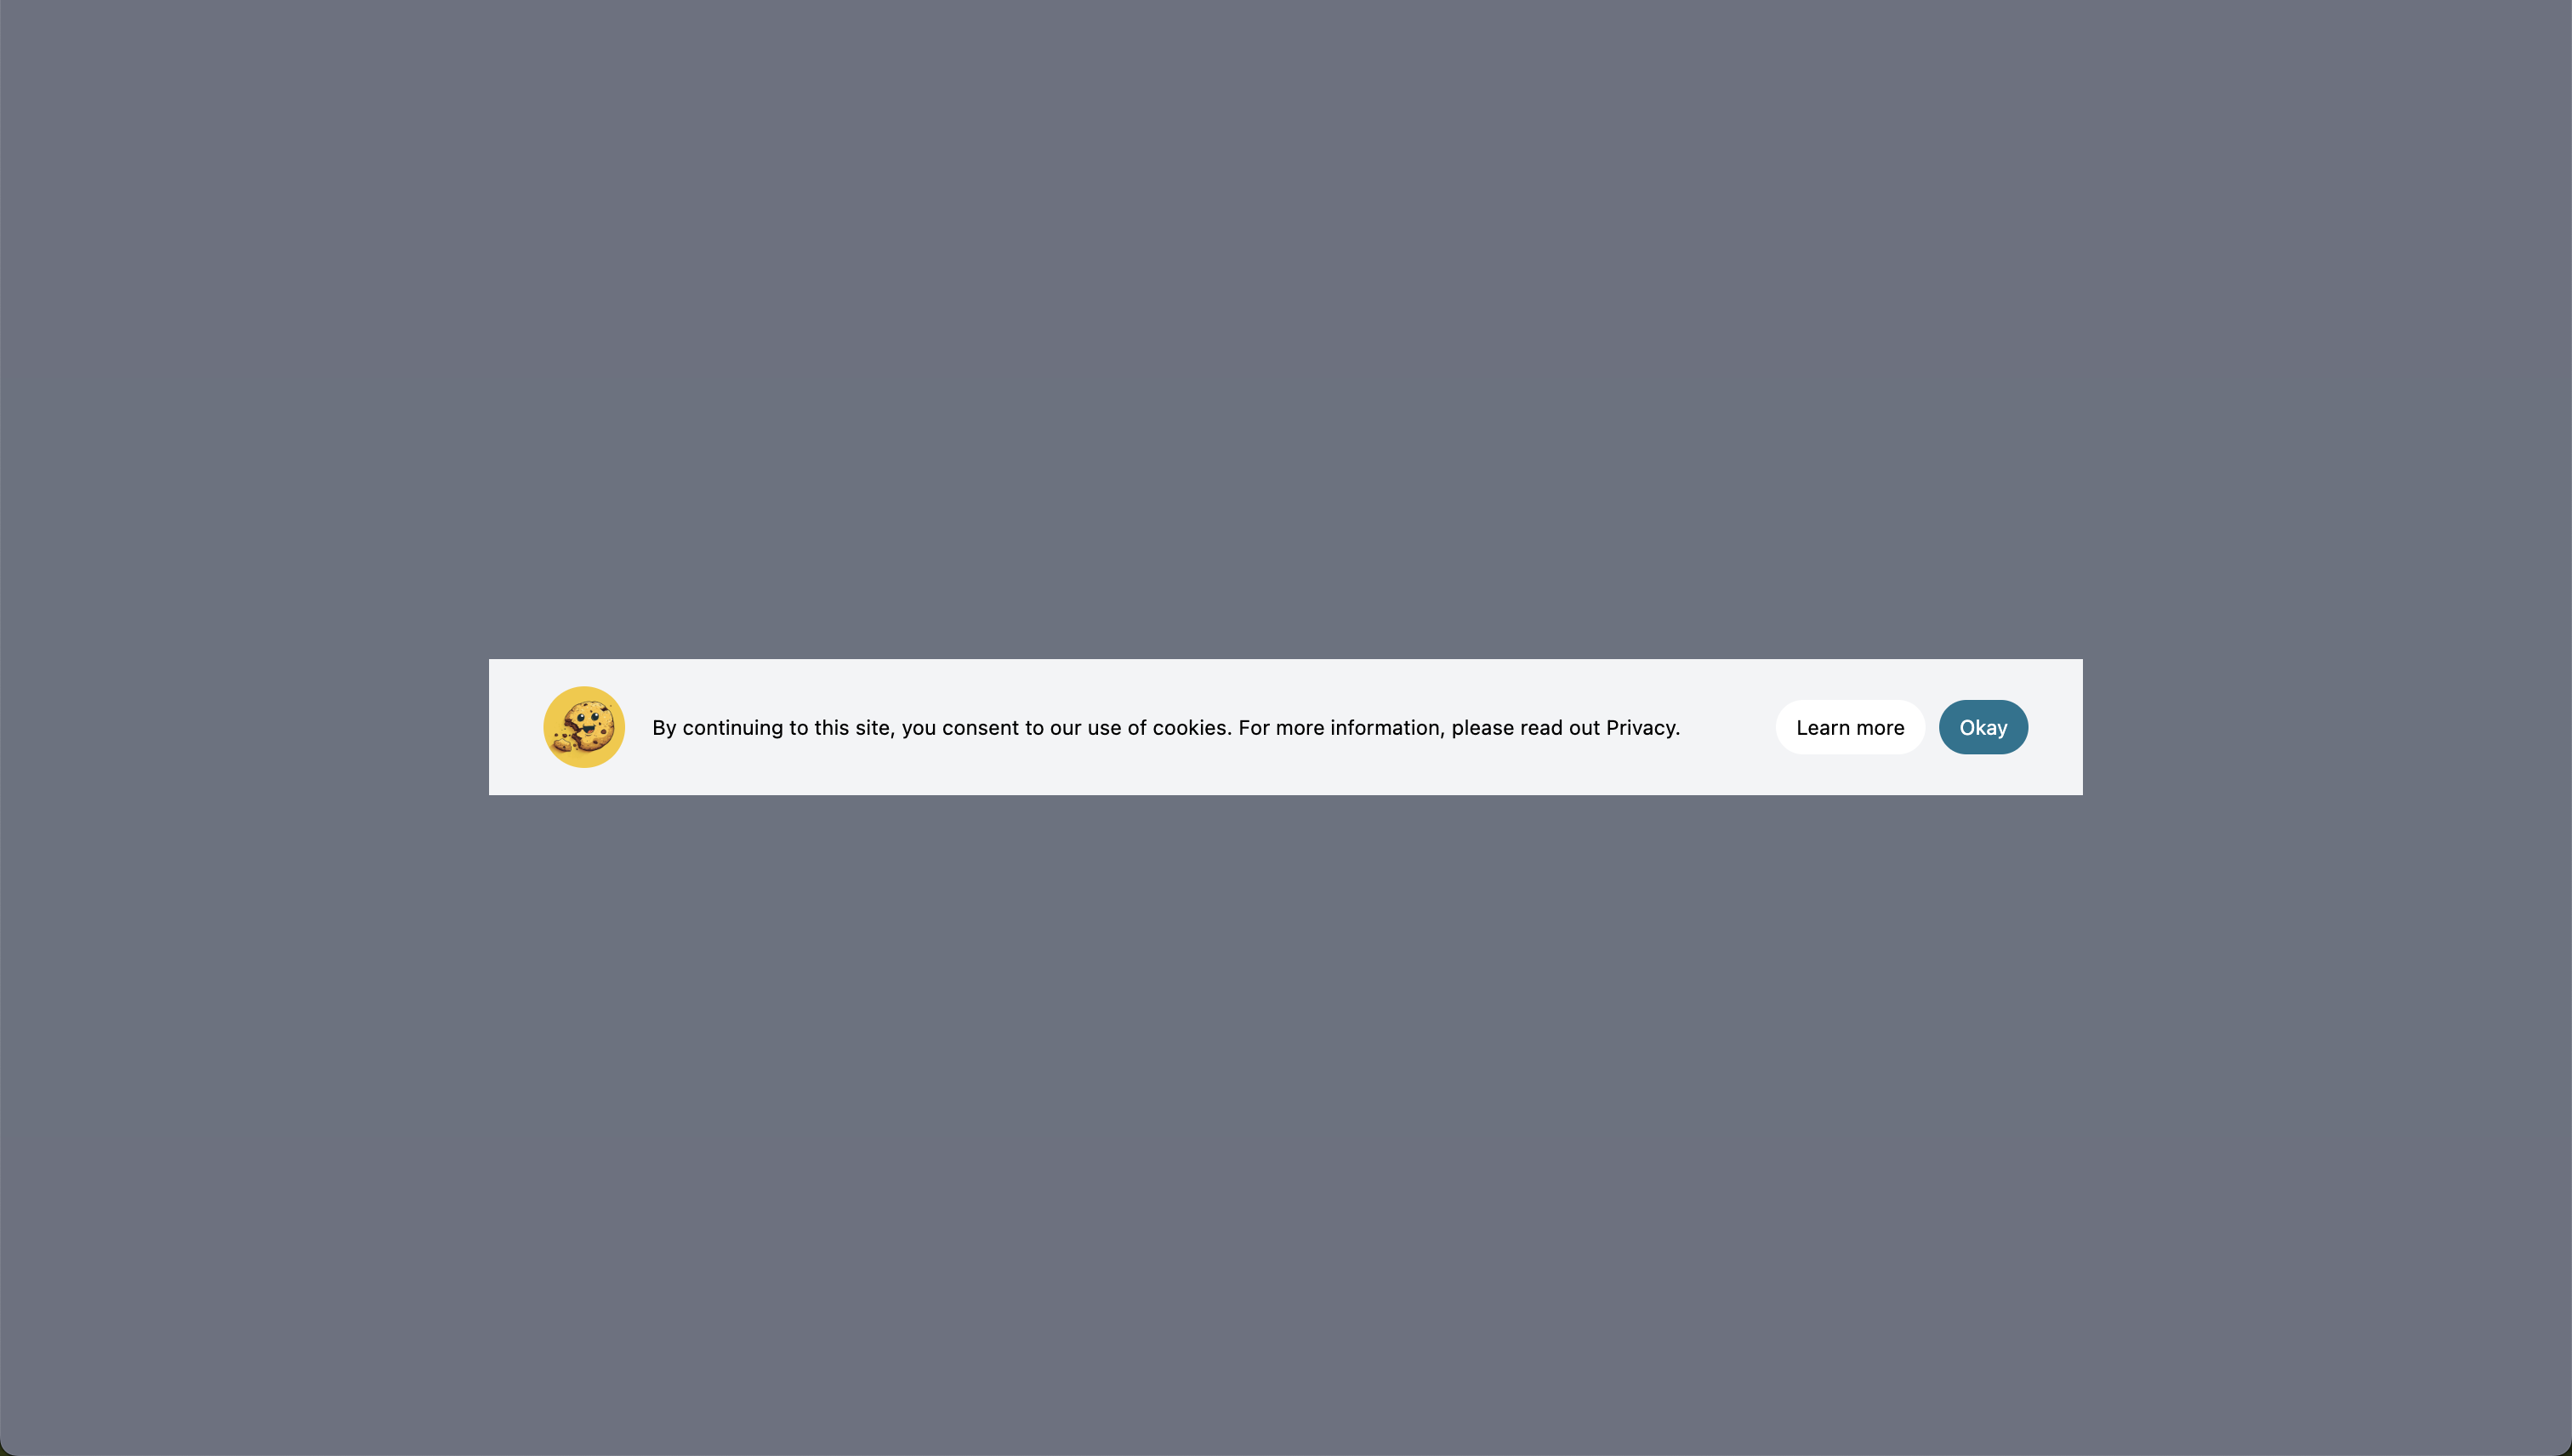 By continuing to this site, you consent to our use of cookies. For more information, please read out Privacy.
Learn more
Okay